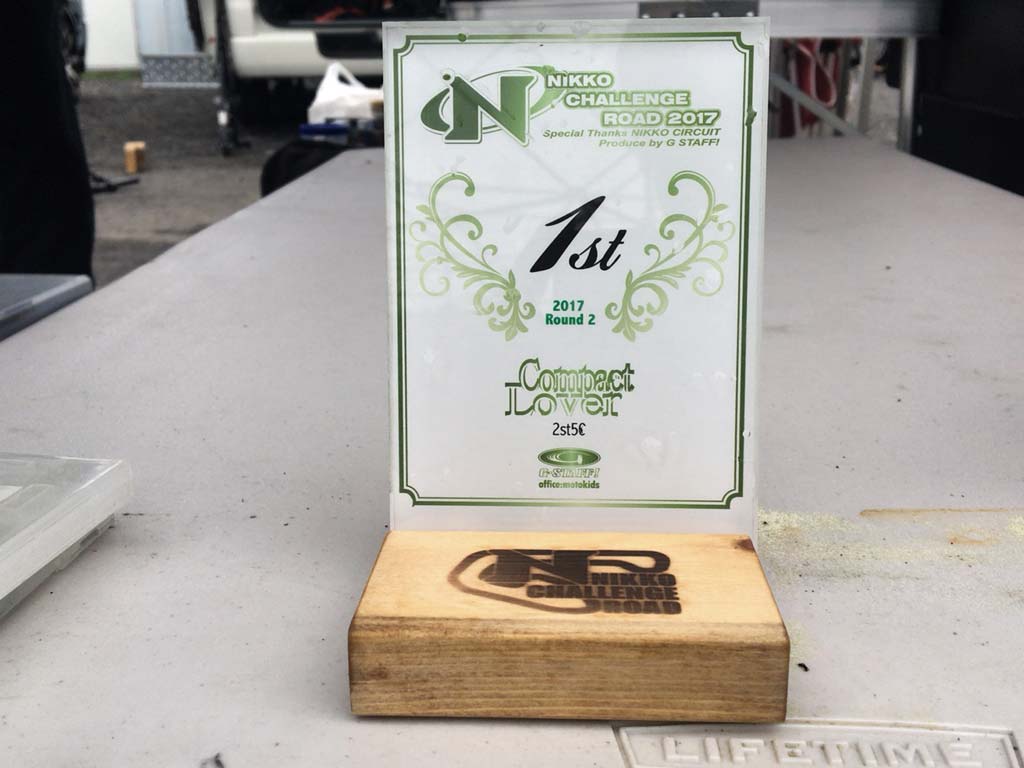 NIKKO
CHALLENGE
ROAD 2017
Special Thanks NIKKO CIRCUIT
Produce by G STAFF!
1st
2017
Round 2
Compact
Lover
2st5€
G-STAFF!
office:motokids
NIKKO
CHALLENGE
ROAD
LIFETIME